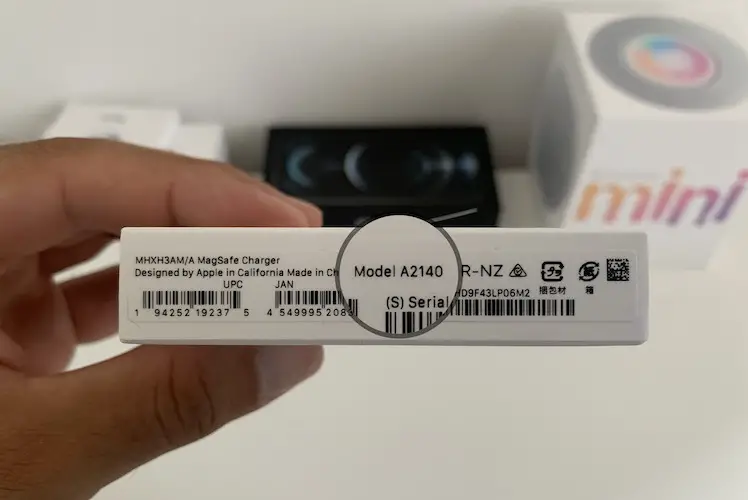 mini
MHXH3AM/A MagSafe Charger
Designed by Apple in California Made in Ch
Model A2140
R-NZ
UPC
JAN
(S) Serial
D9F43LP06M2
梱包材
箱
1 94252 19237 5
4 549995 208